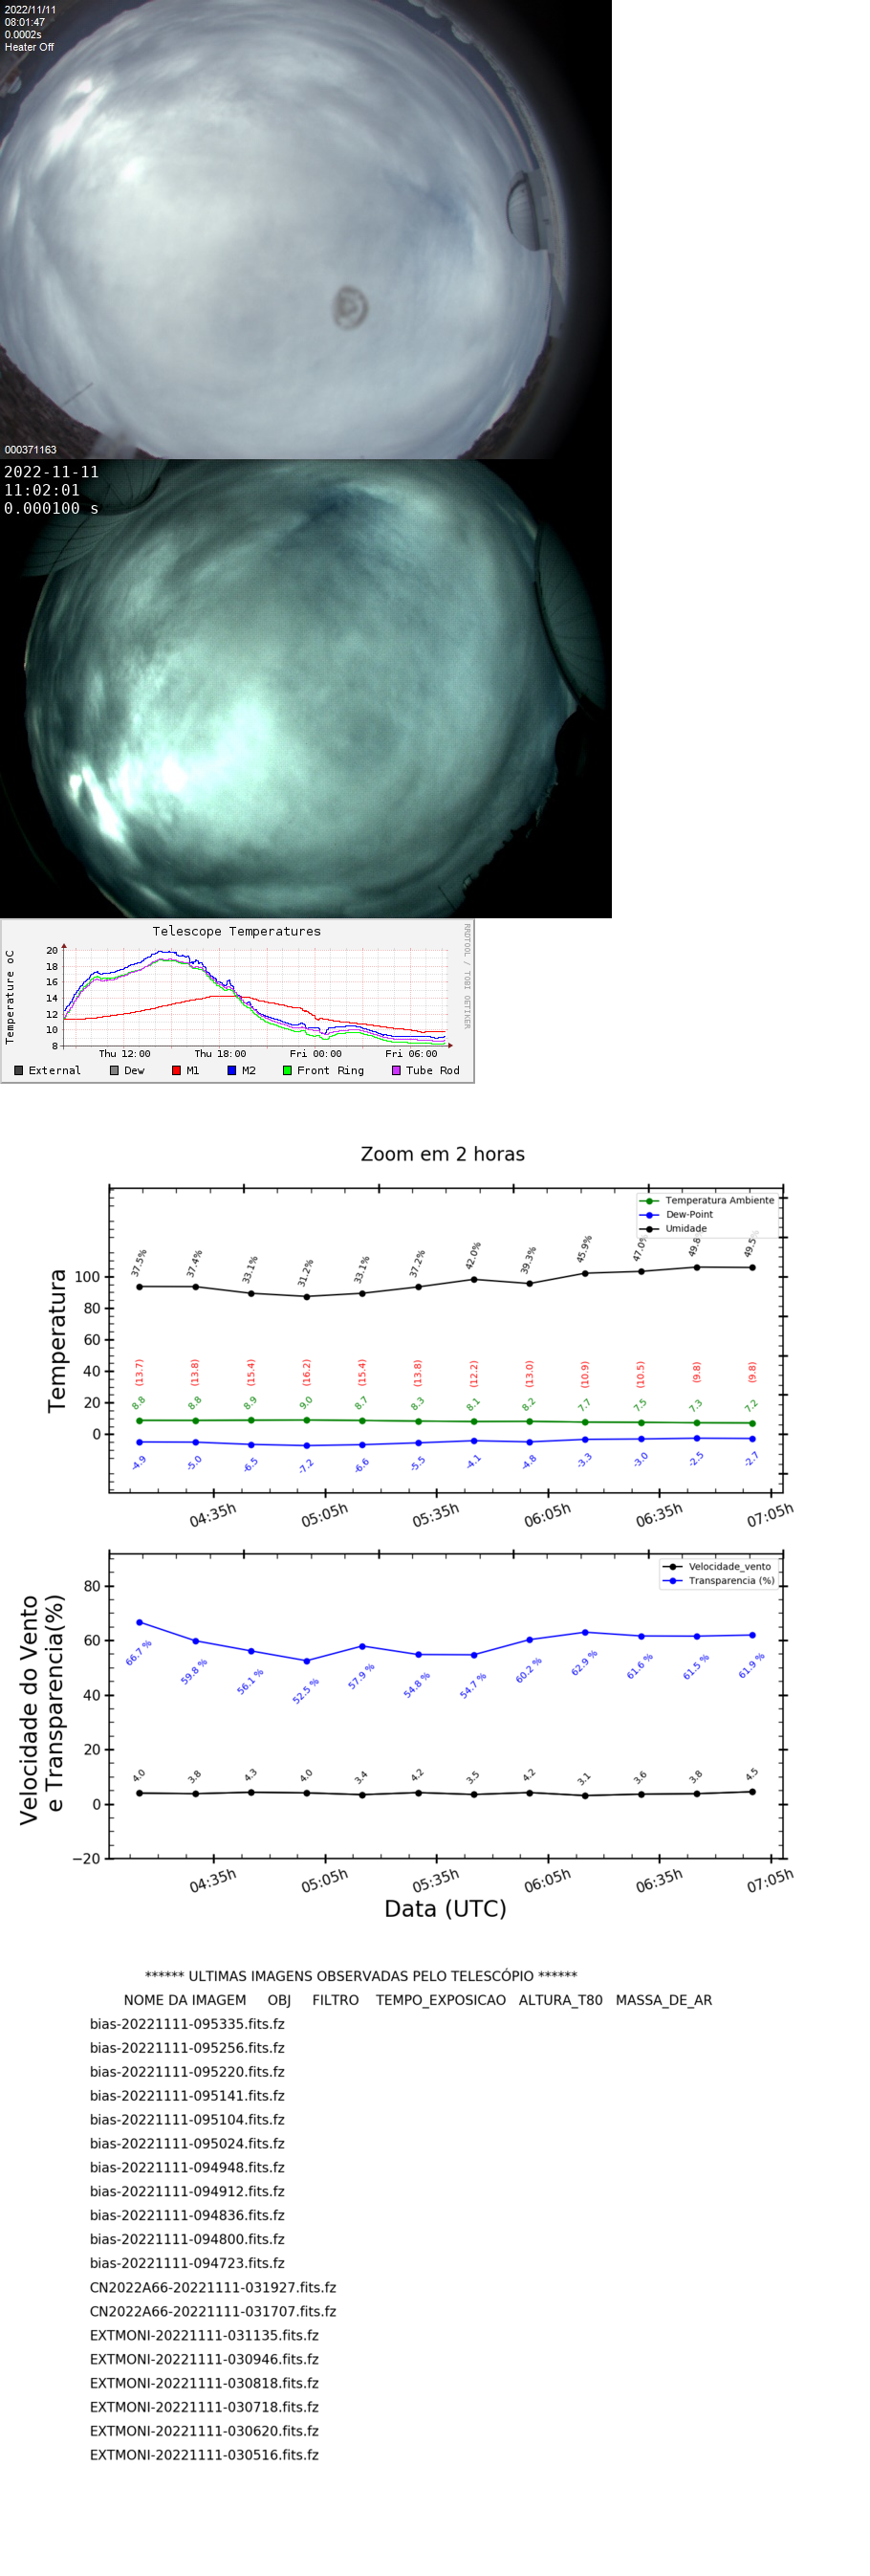 2022/11/11
08:01:47
0.0002s
Heater Off
000371163
2022-11-11
11:02:01
0.000100 s
Telescope Temperatures
RRDTOOL / TOBI OETIKER
Temperature oC
20
18
16
14
12
10
8
Thu 12:00 Thu 18:00 Fri 00:00 Fri 06:00
External Dew M1 M2 Front Ring Tube Rod
Zoom em 2 horas
Temperatura Ambiente
Dew-Point
Umidade
Temperatura
100
80
60
40
20
0
37.5% 37.4% 33.1% 31.2% 33.1% 37.2% 42.0% 39.3% 45.9% 47.0% 49.8% 49.5%
(13.7) (13.8) (15.4) (16.2) (15.4) (13.8) (12.2) (13.0) (10.9) (10.5) (9.8) (9.8)
8.8 8.8 8.9 9.0 8.7 8.3 8.1 8.2 7.7 7.5 7.3 7.2
-4.9 -5.0 -6.5 -7.2 -6.6 -5.5 -4.1 -4.8 -3.3 -3.0 -2.5 -2.7
04:35h 05:05h 05:35h 06:05h 06:35h 07:05h
Velocidade_vento
Transparencia (%)
Velocidade do Vento
e Transparencia(%)
80
60
40
20
0
−20
66.7 % 59.8 % 56.1 % 52.5 % 57.9 % 54.8 % 54.7 % 60.2 % 62.9 % 61.6 % 61.5 % 61.9 %
4.0 3.8 4.3 4.0 3.4 4.2 3.5 4.2 3.1 3.6 3.8 4.5
04:35h 05:05h 05:35h 06:05h 06:35h 07:05h
Data (UTC)
****** ULTIMAS IMAGENS OBSERVADAS PELO TELESCÓPIO ******
NOME DA IMAGEM OBJ FILTRO TEMPO_EXPOSICAO ALTURA_T80 MASSA_DE_AR
bias-20221111-095335.fits.fz
bias-20221111-095256.fits.fz
bias-20221111-095220.fits.fz
bias-20221111-095141.fits.fz
bias-20221111-095104.fits.fz
bias-20221111-095024.fits.fz
bias-20221111-094948.fits.fz
bias-20221111-094912.fits.fz
bias-20221111-094836.fits.fz
bias-20221111-094800.fits.fz
bias-20221111-094723.fits.fz
CN2022A66-20221111-031927.fits.fz
CN2022A66-20221111-031707.fits.fz
EXTMONI-20221111-031135.fits.fz
EXTMONI-20221111-030946.fits.fz
EXTMONI-20221111-030818.fits.fz
EXTMONI-20221111-030718.fits.fz
EXTMONI-20221111-030620.fits.fz
EXTMONI-20221111-030516.fits.fz